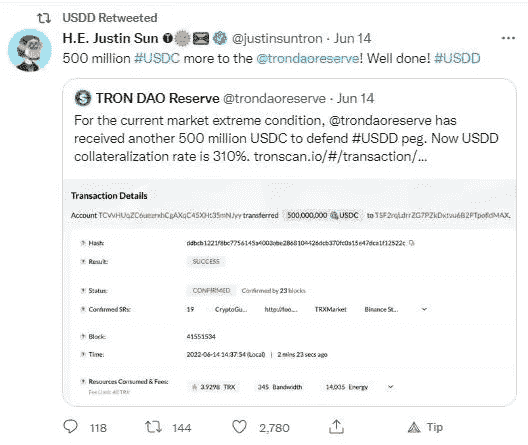 USDD Retweeted
H.E. Justin Sun @justinsuntron · Jun 14
500 million #USDC more to the @trondaoreserve! Well done! #USDD
TRON DAO Reserve @trondaoreserve · Jun 14
For the current market extreme condition, @trondaoreserve has
received another 500 million USDC to defend #USDD peg. Now USDD
collateralization rate is 310%. tronscan.io/#/transaction/...
Transaction Details
Account transferred 500,000,000 USDC to
Hash:
Result: SUCCESS
Status: CONFIRMED Confirmed by 23 blocks
Confirmed SRs: 19 CryptoGu... http://foo.... TRXMarket Binance St...
Block: 41551534
Time: 2022-06-14 14:37:54 (Local) | 2 mins 23 secs ago
Resources Consumed & Fees: 3.9298 TRX 345 Bandwidth 14,035 Energy
Fee Limit: 40 TRX
118 144 2,780 Tip